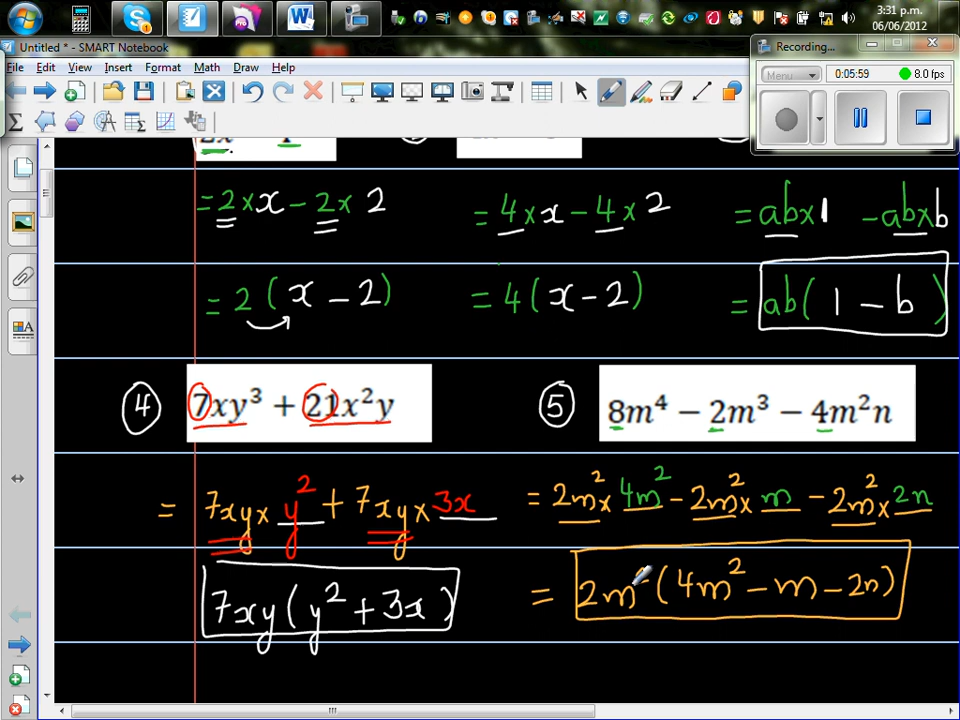 3:31 p.m.
06/06/2012
Untitled * - SMART Notebook
Recording...
File Edit View Insert Format Math Draw Help
Menu 0:05:59 8.0 fps
= 2 × x - 2 × 2
= 4 × x - 4 × 2
= ab × 1 - ab × b
= 2 ( x - 2)
= 4 ( x - 2)
= ab ( 1 - b )
④ 7xy³ + 21x²y
⑤ 8m⁴ − 2m³ − 4m²n
= 7xy × y² + 7xy × 3x
= 2m² × 4m² - 2m² × m - 2m² × 2n
7xy ( y² + 3x )
= 2m² ( 4m² - m - 2n )